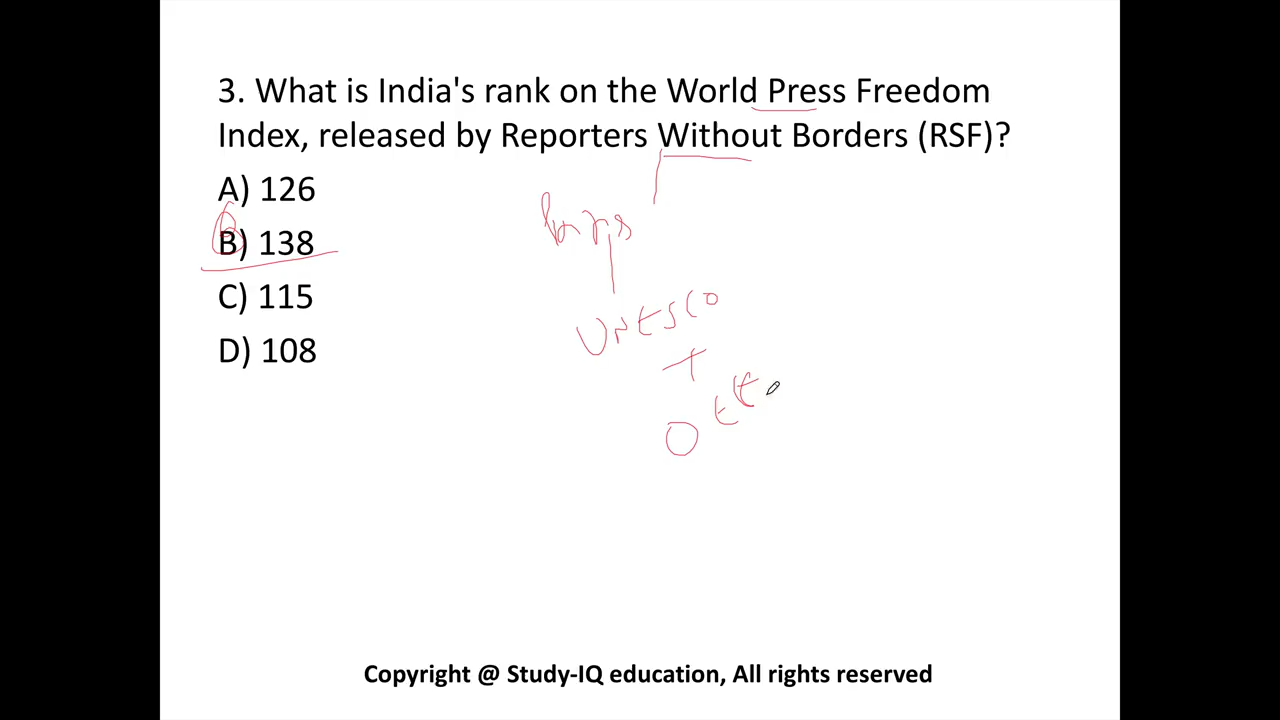 3. What is India's rank on the World Press Freedom
Index, released by Reporters Without Borders (RSF)?
A) 126
B) 138
C) 115
D) 108
UNESCO
+
Copyright @ Study-IQ education, All rights reserved